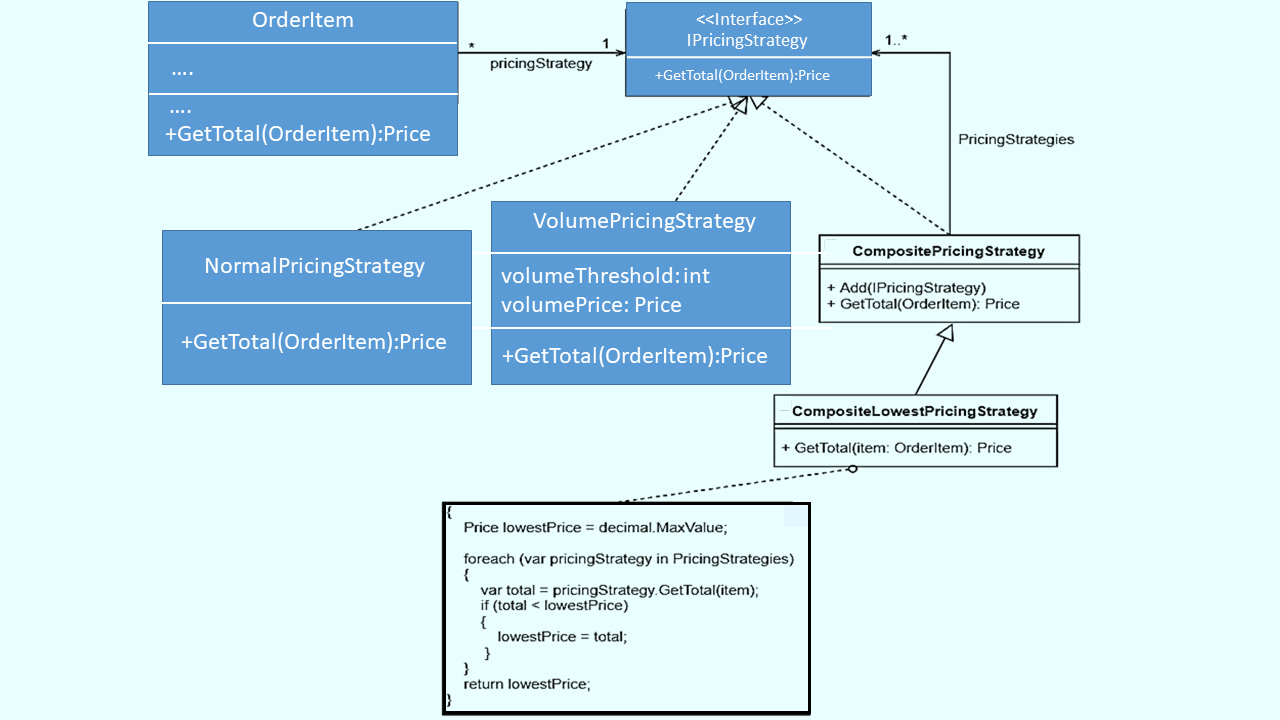 OrderItem
....
....
+GetTotal(OrderItem):Price
*
1
pricingStrategy
<<Interface>>
IPricingStrategy
+GetTotal(OrderItem):Price
1..*
PricingStrategies
NormalPricingStrategy
+GetTotal(OrderItem):Price
VolumePricingStrategy
volumeThreshold: int
volumePrice: Price
+GetTotal(OrderItem):Price
CompositePricingStrategy
+ Add(IPricingStrategy)
+ GetTotal(OrderItem): Price
CompositeLowestPricingStrategy
+ GetTotal(item: OrderItem): Price
{
Price lowestPrice = decimal.MaxValue;
foreach (var pricingStrategy in PricingStrategies)
{
var total = pricingStrategy.GetTotal(item);
if (total < lowestPrice)
{
lowestPrice = total;
}
}
return lowestPrice;
}